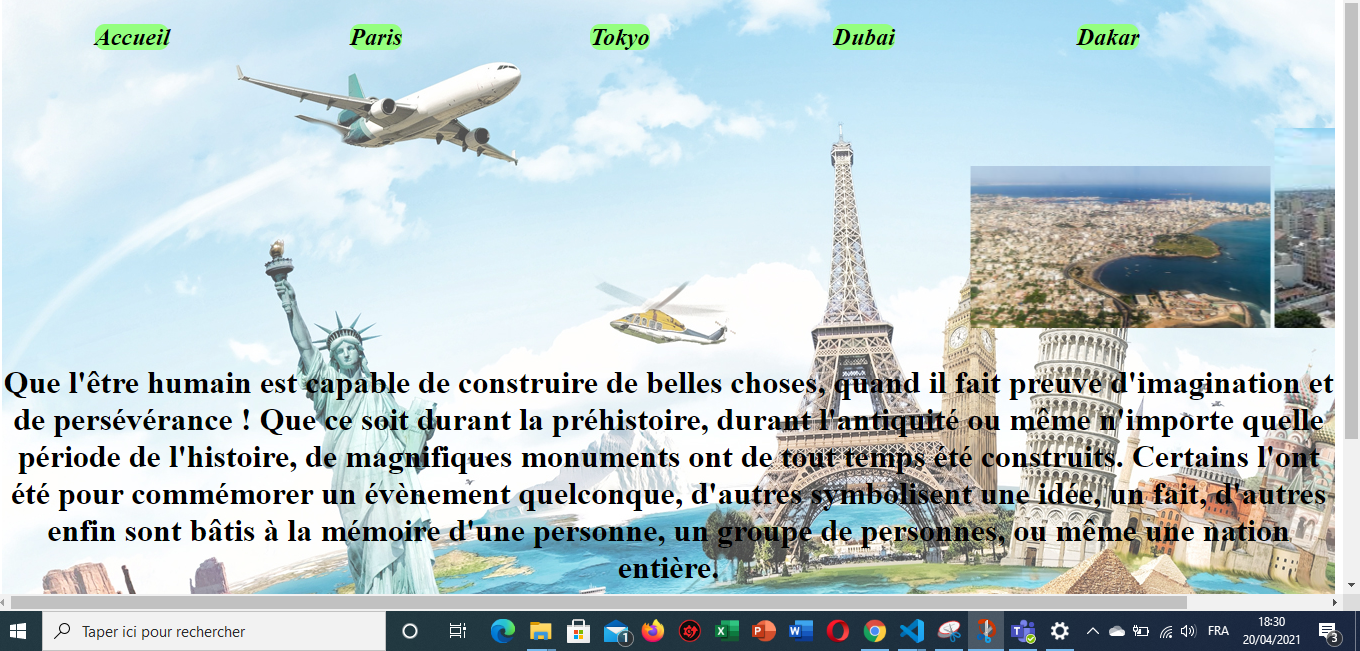 Accueil Paris Tokyo Dubai Dakar
Que l'être humain est capable de construire de belles choses, quand il fait preuve d'imagination et
de persévérance ! Que ce soit durant la préhistoire, durant l'antiquité ou même n'importe quelle
période de l'histoire, de magnifiques monuments ont de tout temps été construits. Certains l'ont
été pour commémorer un évènement quelconque, d'autres symbolisent une idée, un fait, d'autres
enfin sont bâtis à la mémoire d'une personne, un groupe de personnes, ou même une nation
entière.
Taper ici pour rechercher
1
FRA
18:30
20/04/2021
3